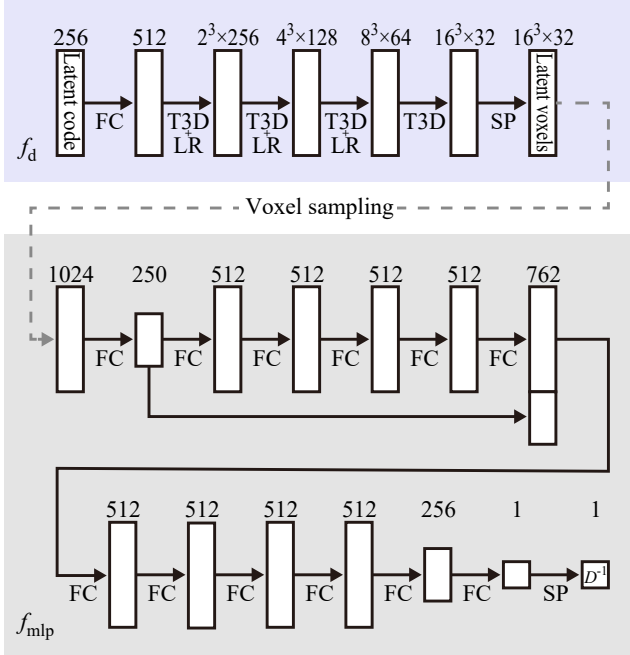 256 512 2³×256 4³×128 8³×64 16³×32 16³×32
Latent code
Latent voxels
FC T3D T3D T3D T3D SP
+ + +
LR LR LR
f_d
Voxel sampling
1024 250 512 512 512 512 762
FC FC FC FC FC FC
512 512 512 512 256 1 1
D⁻¹
FC FC FC FC FC FC SP
f_mlp